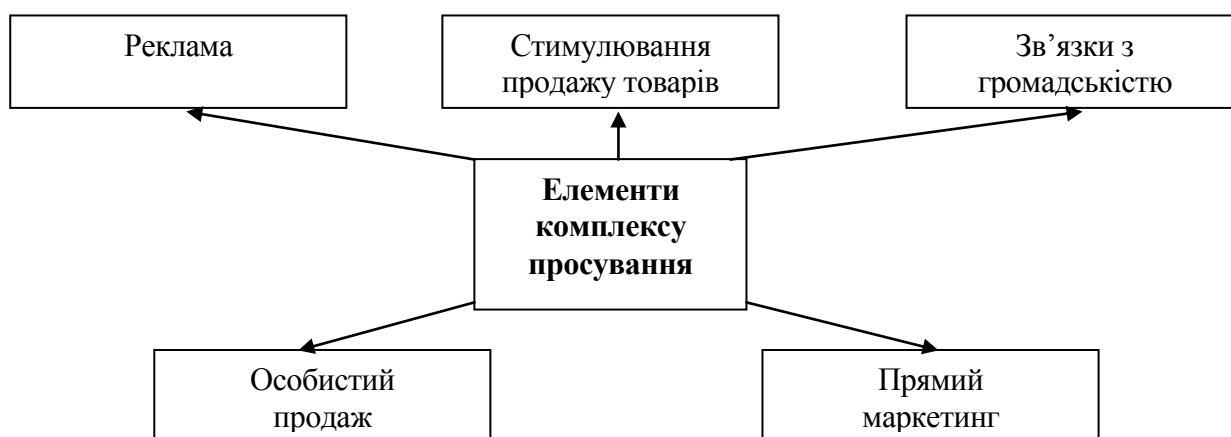 Реклама
Стимулювання
продажу товарів
Зв’язки з
громадськістю
Елементи
комплексу
просування
Особистий
продаж
Прямий
маркетинг